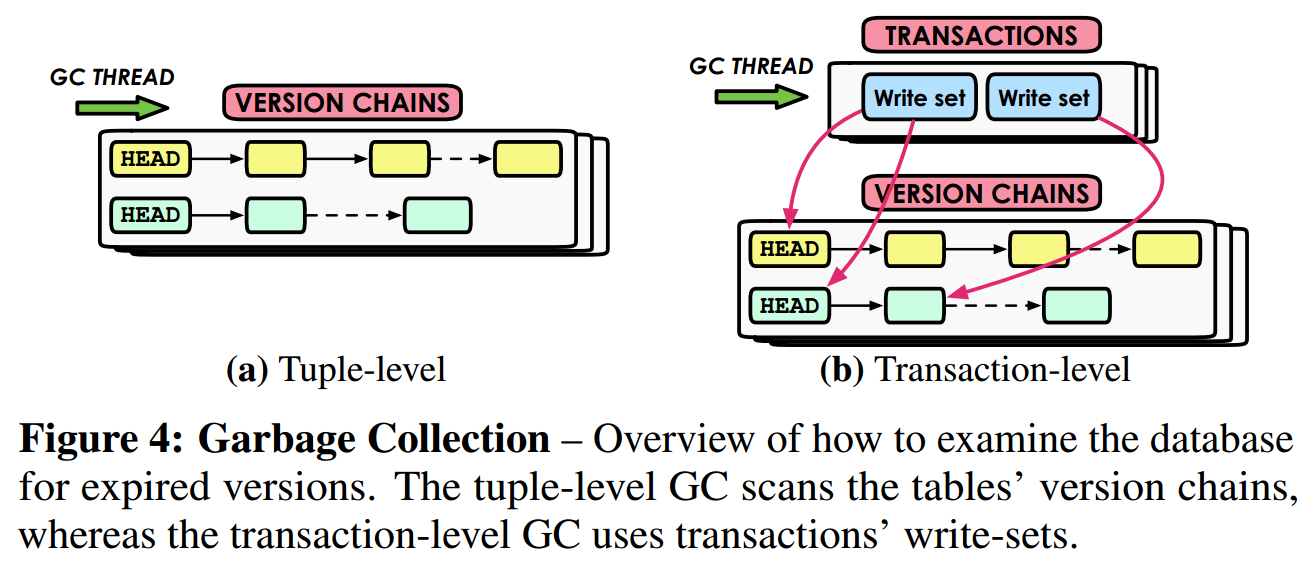 GC THREAD
VERSION CHAINS
HEAD
HEAD
(a) Tuple-level
TRANSACTIONS
GC THREAD
Write set Write set
VERSION CHAINS
HEAD
HEAD
(b) Transaction-level
Figure 4: Garbage Collection – Overview of how to examine the database
for expired versions. The tuple-level GC scans the tables’ version chains,
whereas the transaction-level GC uses transactions’ write-sets.